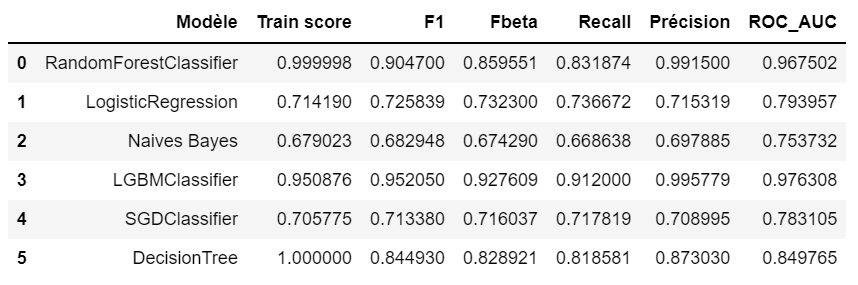 Modèle Train score F1 Fbeta Recall Précision ROC_AUC
0 RandomForestClassifier 0.999998 0.904700 0.859551 0.831874 0.991500 0.967502
1 LogisticRegression 0.714190 0.725839 0.732300 0.736672 0.715319 0.793957
2 Naives Bayes 0.679023 0.682948 0.674290 0.668638 0.697885 0.753732
3 LGBMClassifier 0.950876 0.952050 0.927609 0.912000 0.995779 0.976308
4 SGDClassifier 0.705775 0.713380 0.716037 0.717819 0.708995 0.783105
5 DecisionTree 1.000000 0.844930 0.828921 0.818581 0.873030 0.849765